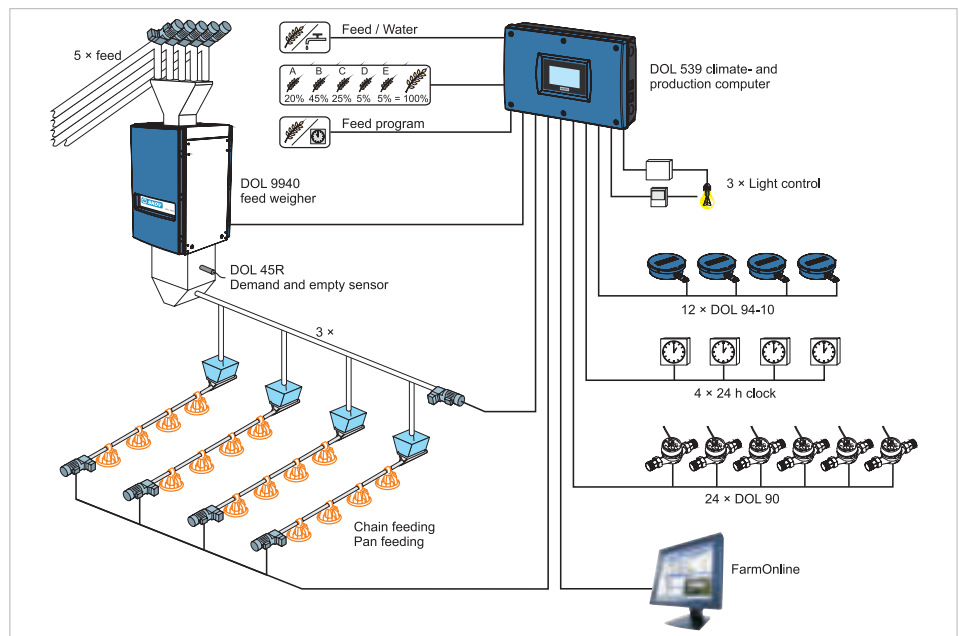 5 × feed
Feed / Water
A B C D E
20% 45% 25% 5% 5% = 100%
Feed program
DOL 539 climate- and
production computer
DOL 9940
feed weigher
3 × Light control
DOL 45R
Demand and empty sensor
12 × DOL 94-10
3 ×
4 × 24 h clock
24 × DOL 90
Chain feeding
Pan feeding
FarmOnline